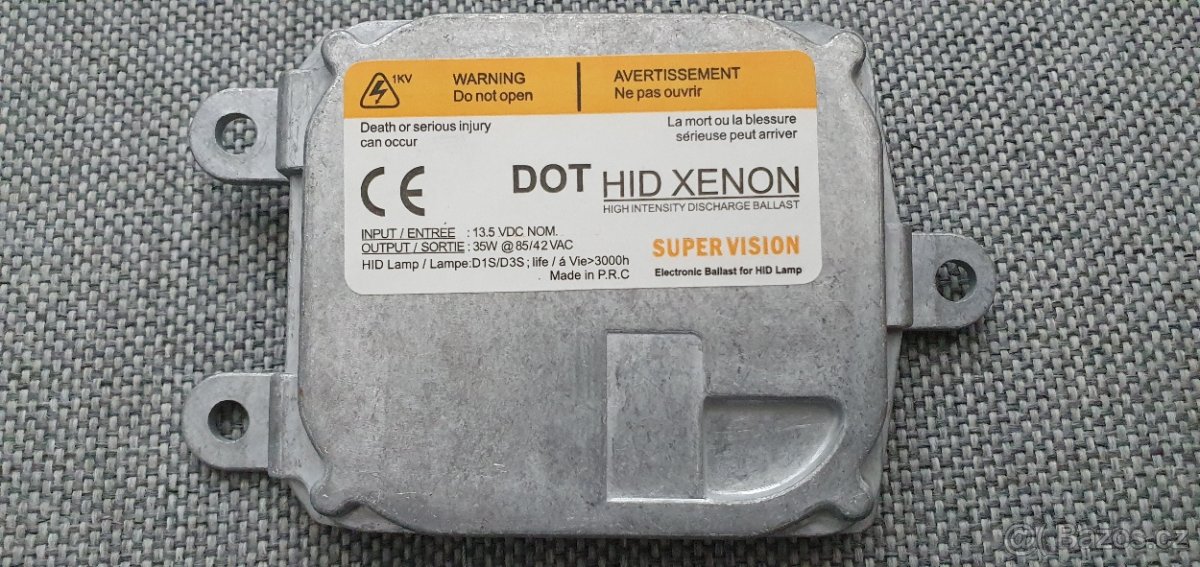 1KV
WARNING
Do not open
AVERTISSEMENT
Ne pas ouvrir
Death or serious injury
can occur
La mort ou la blessure
sérieuse peut arriver
CE
DOT HID XENON
HIGH INTENSITY DISCHARGE BALLAST
INPUT / ENTRÉE : 13.5 VDC NOM.
OUTPUT / SORTIE : 35W @ 85/42 VAC
HID Lamp / Lampe:D1S/D3S ; life / á Vie>3000h
Made in P.R.C
SUPER VISION
Electronic Ballast for HID Lamp
Bazos.cz